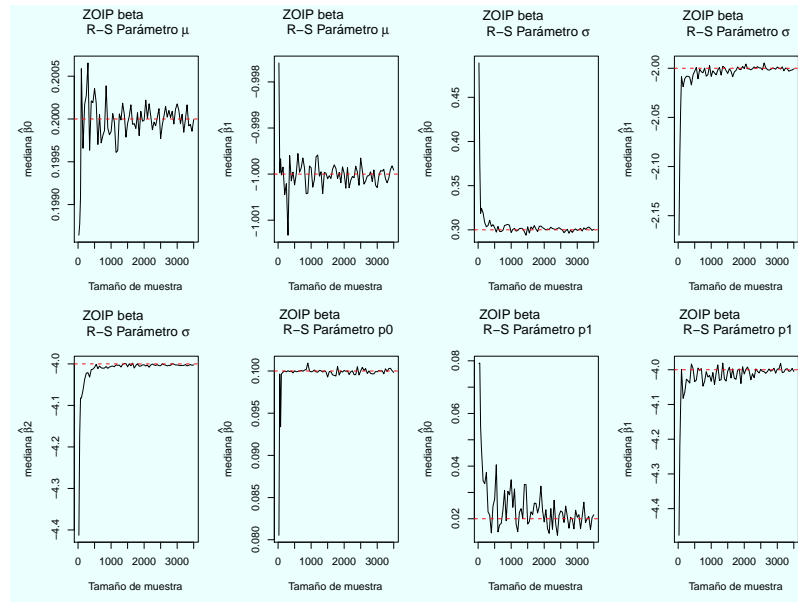 ZOIP beta
R−S Parámetro μ
mediana β̂0
0.1990
0.1995
0.2000
0.2005
0
1000
3000
Tamaño de muestra
ZOIP beta
R−S Parámetro μ
mediana β̂1
−1.001
−1.000
−0.999
−0.998
0
1000
3000
Tamaño de muestra
ZOIP beta
R−S Parámetro σ
mediana β̂0
0.30
0.35
0.40
0.45
0
1000
3000
Tamaño de muestra
ZOIP beta
R−S Parámetro σ
mediana β̂1
−2.15
−2.10
−2.05
−2.00
0
1000
3000
Tamaño de muestra
ZOIP beta
R−S Parámetro σ
mediana β̂2
−4.4
−4.3
−4.2
−4.1
−4.0
0
1000
3000
Tamaño de muestra
ZOIP beta
R−S Parámetro p0
mediana β̂0
0.080
0.085
0.090
0.095
0.100
0
1000
3000
Tamaño de muestra
ZOIP beta
R−S Parámetro p1
mediana β̂0
0.02
0.04
0.06
0.08
0
1000
3000
Tamaño de muestra
ZOIP beta
R−S Parámetro p1
mediana β̂1
−4.4
−4.3
−4.2
−4.1
−4.0
0
1000
3000
Tamaño de muestra